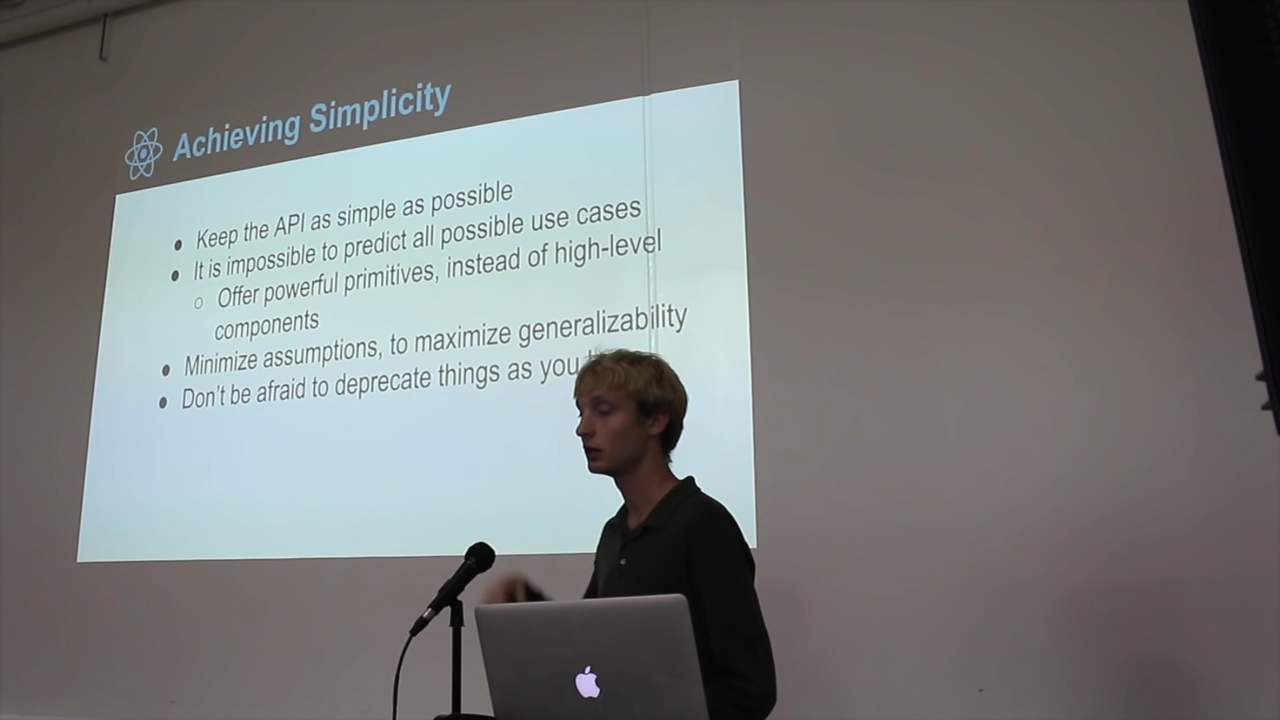 Achieving Simplicity
● Keep the API as simple as possible
● It is impossible to predict all possible use cases
○ Offer powerful primitives, instead of high-level
components
● Minimize assumptions, to maximize generalizability
● Don't be afraid to deprecate things as you